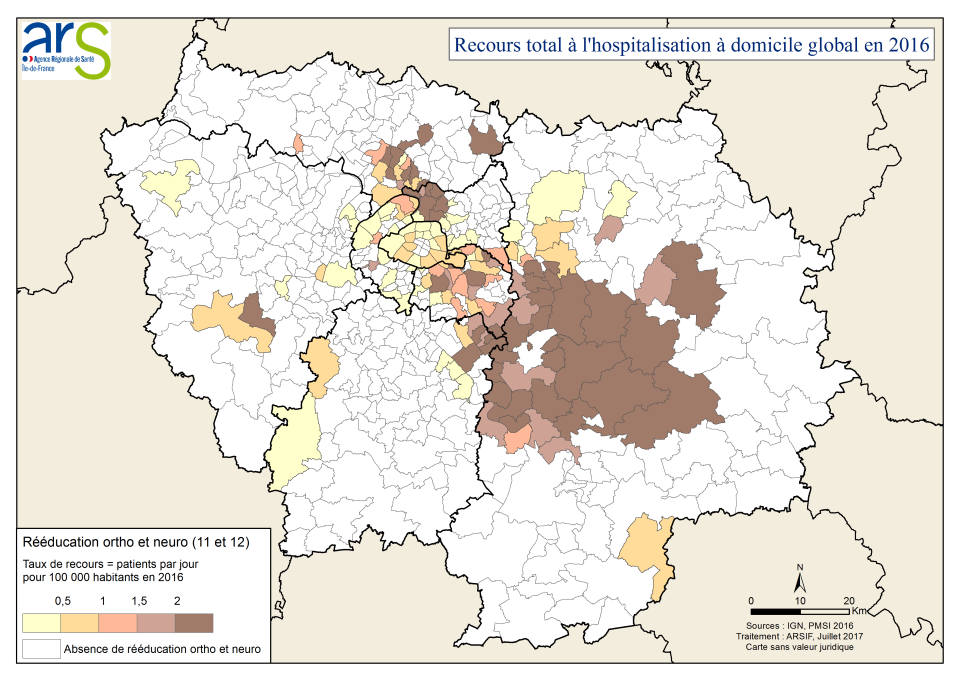 ars
Agence Régionale de Santé
Île-de-France
Recours total à l'hospitalisation à domicile global en 2016
Rééducation ortho et neuro (11 et 12)
Taux de recours = patients par jour
pour 100 000 habitants en 2016
0,5 1 1,5 2
Absence de rééducation ortho et neuro
N
0 10 20
Km
Sources : IGN, PMSI 2016
Traitement : ARSIF, Juillet 2017
Carte sans valeur juridique